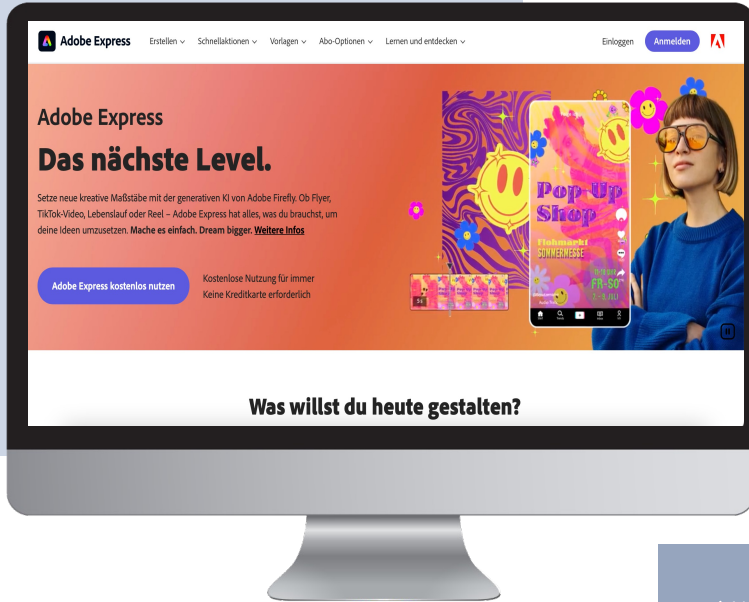 Adobe Express Erstellen Schnellaktionen Vorlagen Abo-Optionen Lernen und entdecken Einloggen Anmelden
Adobe Express
Das nächste Level.
Setze neue kreative Maßstäbe mit der generativen KI von Adobe Firefly. Ob Flyer,
TikTok-Video, Lebenslauf oder Reel – Adobe Express hat alles, was du brauchst, um
deine Ideen umzusetzen. Mache es einfach. Dream bigger. Weitere Infos
Adobe Express kostenlos nutzen
Kostenlose Nutzung für immer
Keine Kreditkarte erforderlich
Pop-Up
Shop
Flohmarkt
SOMMERMESSE
11-19 UHR
FR-SO
Was willst du heute gestalten?